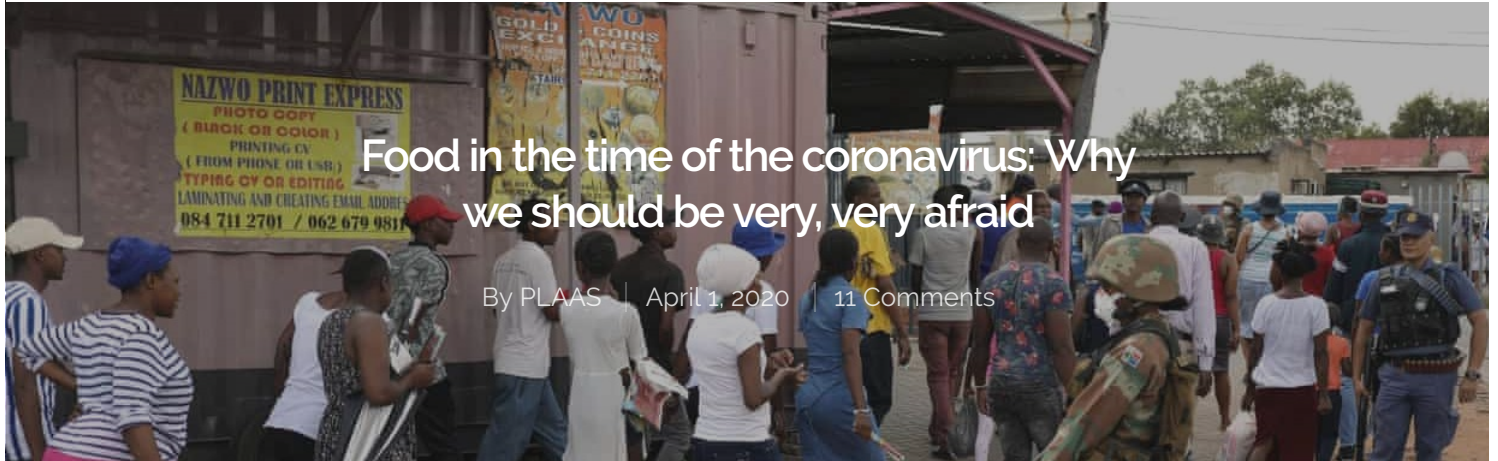 NAZWO PRINT EXPRESS
PHOTO COPY
( BLACK OR COLOR )
PRINTING CV
( FROM PHONE OR USB )
TYPING CV OR EDITING
LAMINATING AND CREATING EMAIL ADDRES
084 711 2701 / 062 679 9811
NAZWO
GOLD COINS
EXCHANGE
Food in the time of the coronavirus: Why
we should be very, very afraid
By PLAAS | April 1, 2020 | 11 Comments